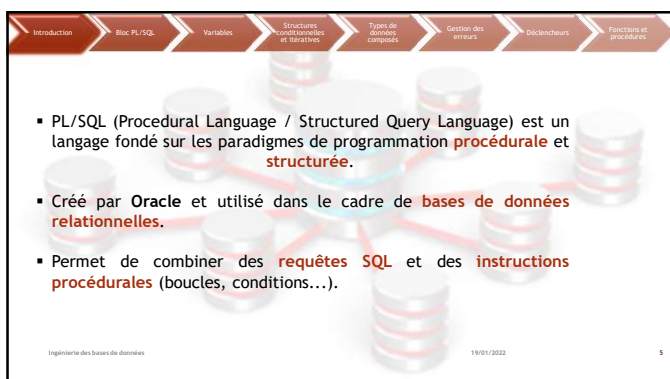 Introduction
Bloc PL/SQL
Variables
Structures
conditionnelles
et itératives
Types de
données
composés
Gestion des
erreurs
Déclencheurs
Fonctions et
procédures
▪ PL/SQL (Procedural Language / Structured Query Language) est un
langage fondé sur les paradigmes de programmation procédurale et
structurée.
▪ Créé par Oracle et utilisé dans le cadre de bases de données
relationnelles.
▪ Permet de combiner des requêtes SQL et des instructions
procédurales (boucles, conditions...).
Ingénierie des bases de données 19/01/2022 5